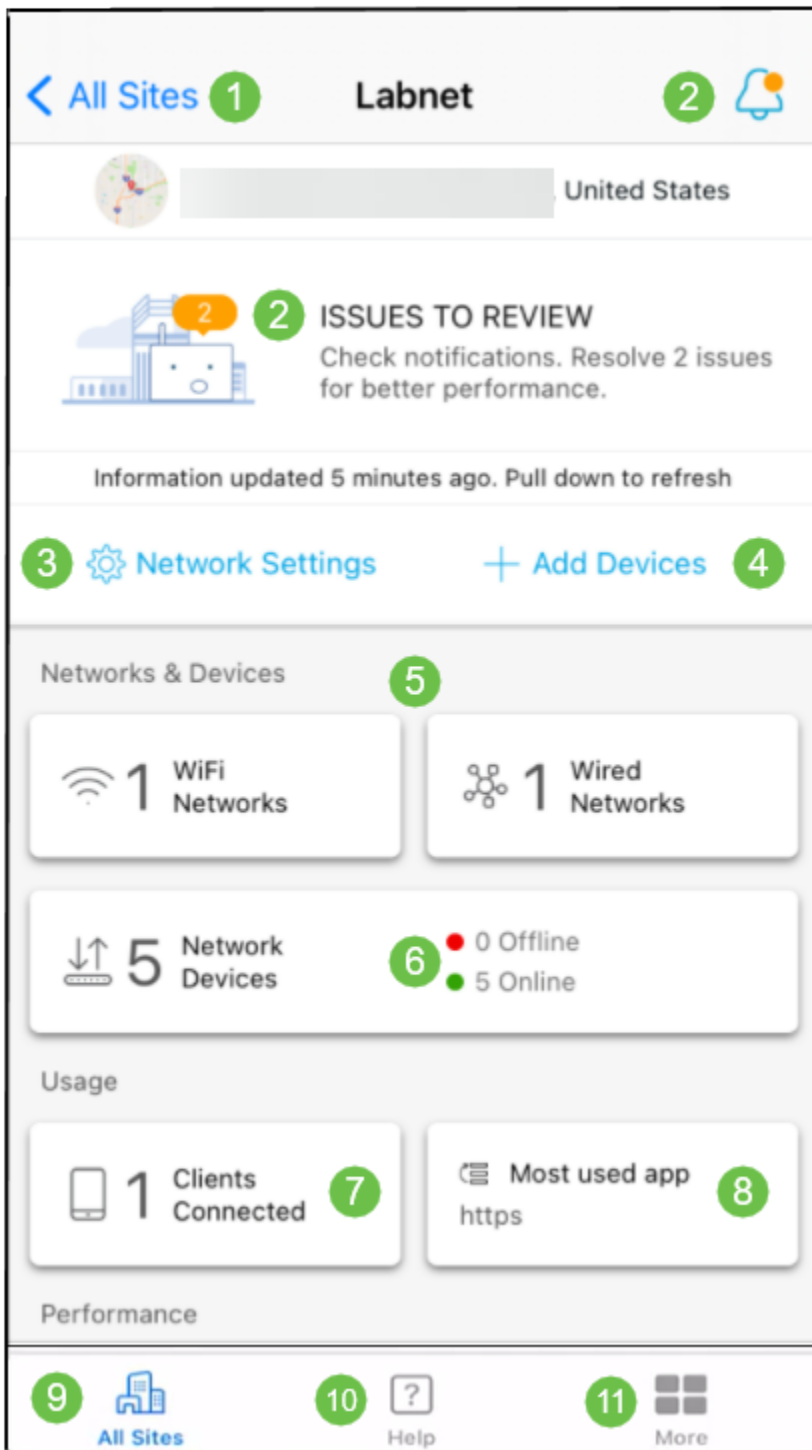 All Sites 1 Labnet 2
, United States
2 2 ISSUES TO REVIEW
Check notifications. Resolve 2 issues
for better performance.
Information updated 5 minutes ago. Pull down to refresh
3 Network Settings + Add Devices 4
Networks & Devices 5
1 WiFi
Networks
1 Wired
Networks
5 Network
Devices
6 0 Offline
5 Online
Usage
1 Clients
Connected 7
Most used app 8
https
Performance
9 All Sites
10 ? Help
11 More